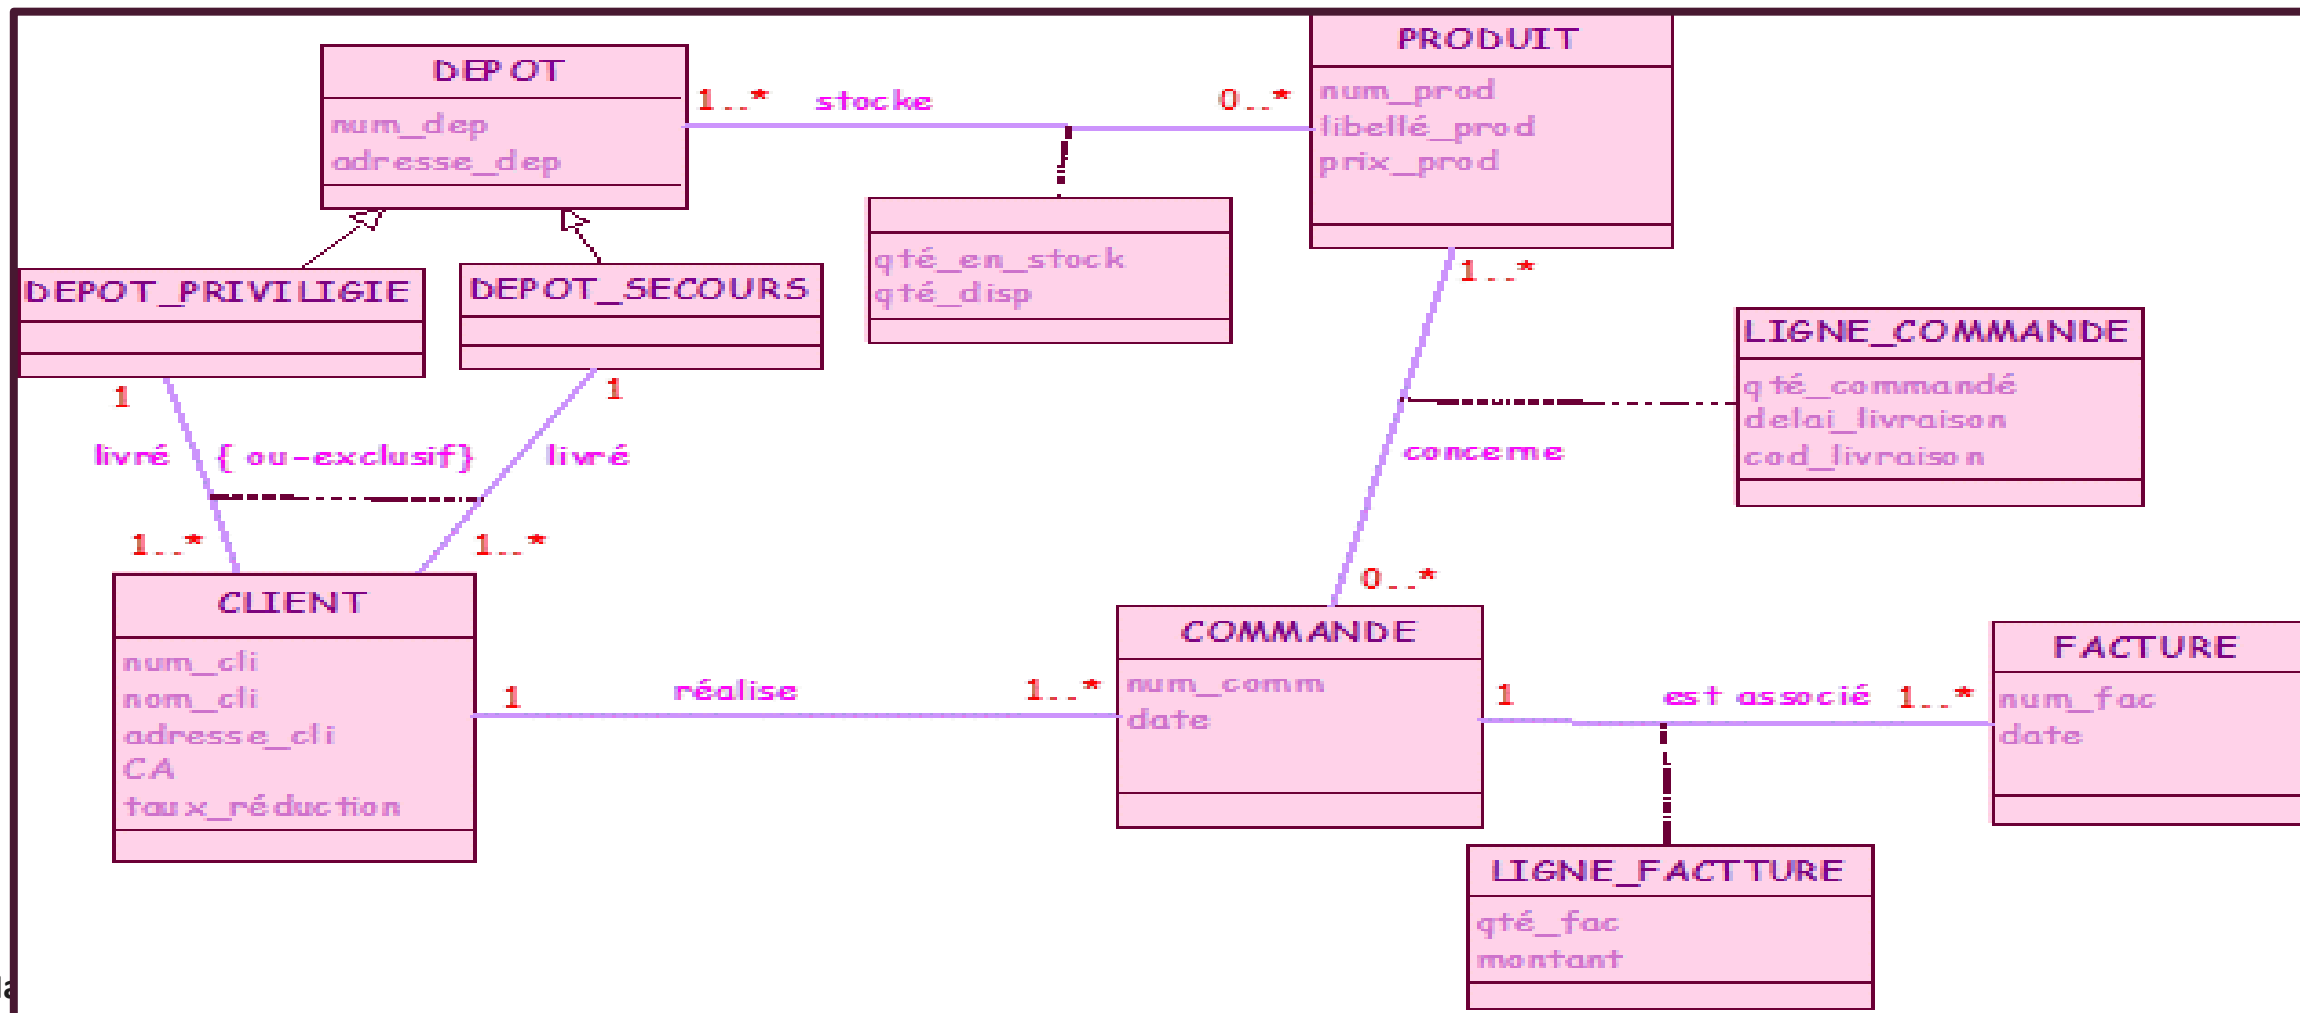 DEPOT
num_dep
adresse_dep
1..* stocke 0..*
PRODUIT
num_prod
libellé_prod
prix_prod
qté_en_stock
qté_disp
DEPOT_PRIVILIGIE
DEPOT_SECOURS
1
1
livré { ou-exclusif} livré
1..* 1..*
1..*
concerne
0..*
LIGNE_COMMANDE
qté_commandé
delai_livraison
cod_livraison
CLIENT
num_cli
nom_cli
adresse_cli
CA
taux_réduction
1 réalise 1..*
COMMANDE
num_comm
date
1 est associé 1..*
FACTURE
num_fac
date
LIGNE_FACTTURE
qté_fac
montant